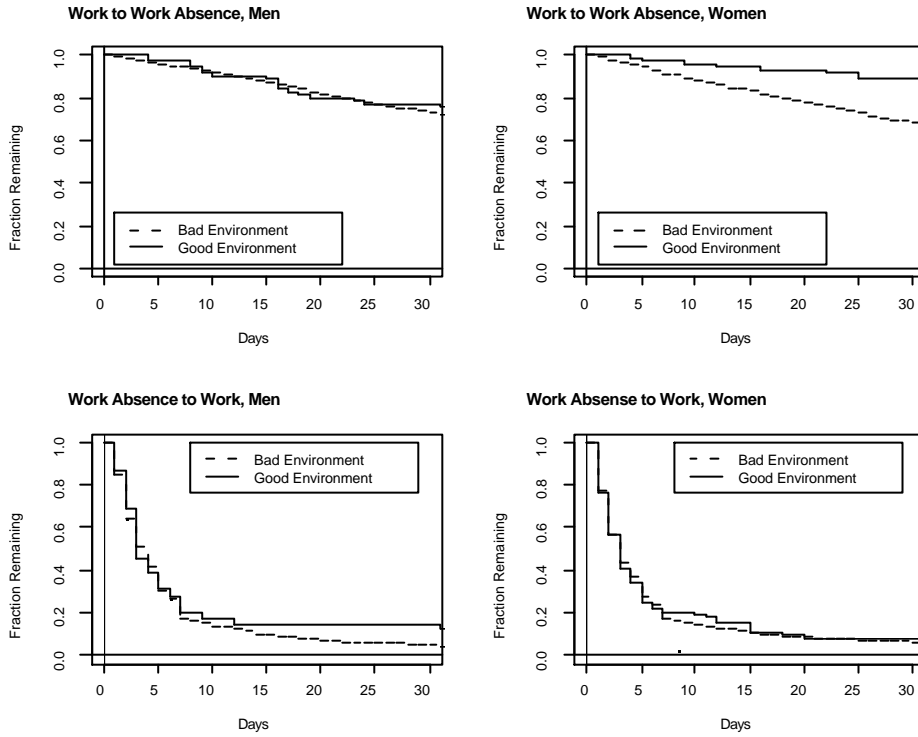 Work to Work Absence, Men
Fraction Remaining
0.0 0.2 0.4 0.6 0.8 1.0
Bad Environment
Good Environment
0 5 10 15 20 25 30
Days
Work to Work Absence, Women
Fraction Remaining
0.0 0.2 0.4 0.6 0.8 1.0
Bad Environment
Good Environment
0 5 10 15 20 25 30
Days
Work Absence to Work, Men
Fraction Remaining
0.0 0.2 0.4 0.6 0.8 1.0
Bad Environment
Good Environment
0 5 10 15 20 25 30
Days
Work Absense to Work, Women
Fraction Remaining
0.0 0.2 0.4 0.6 0.8 1.0
Bad Environment
Good Environment
0 5 10 15 20 25 30
Days